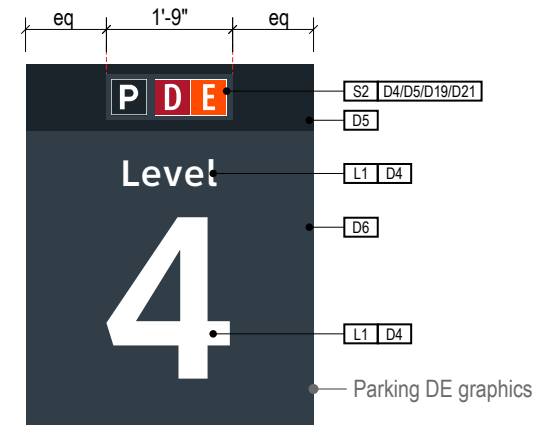 eq 1'-9" eq
P D E S2 D4/D5/D19/D21
D5
Level L1 D4
D6
4 L1 D4
Parking DE graphics